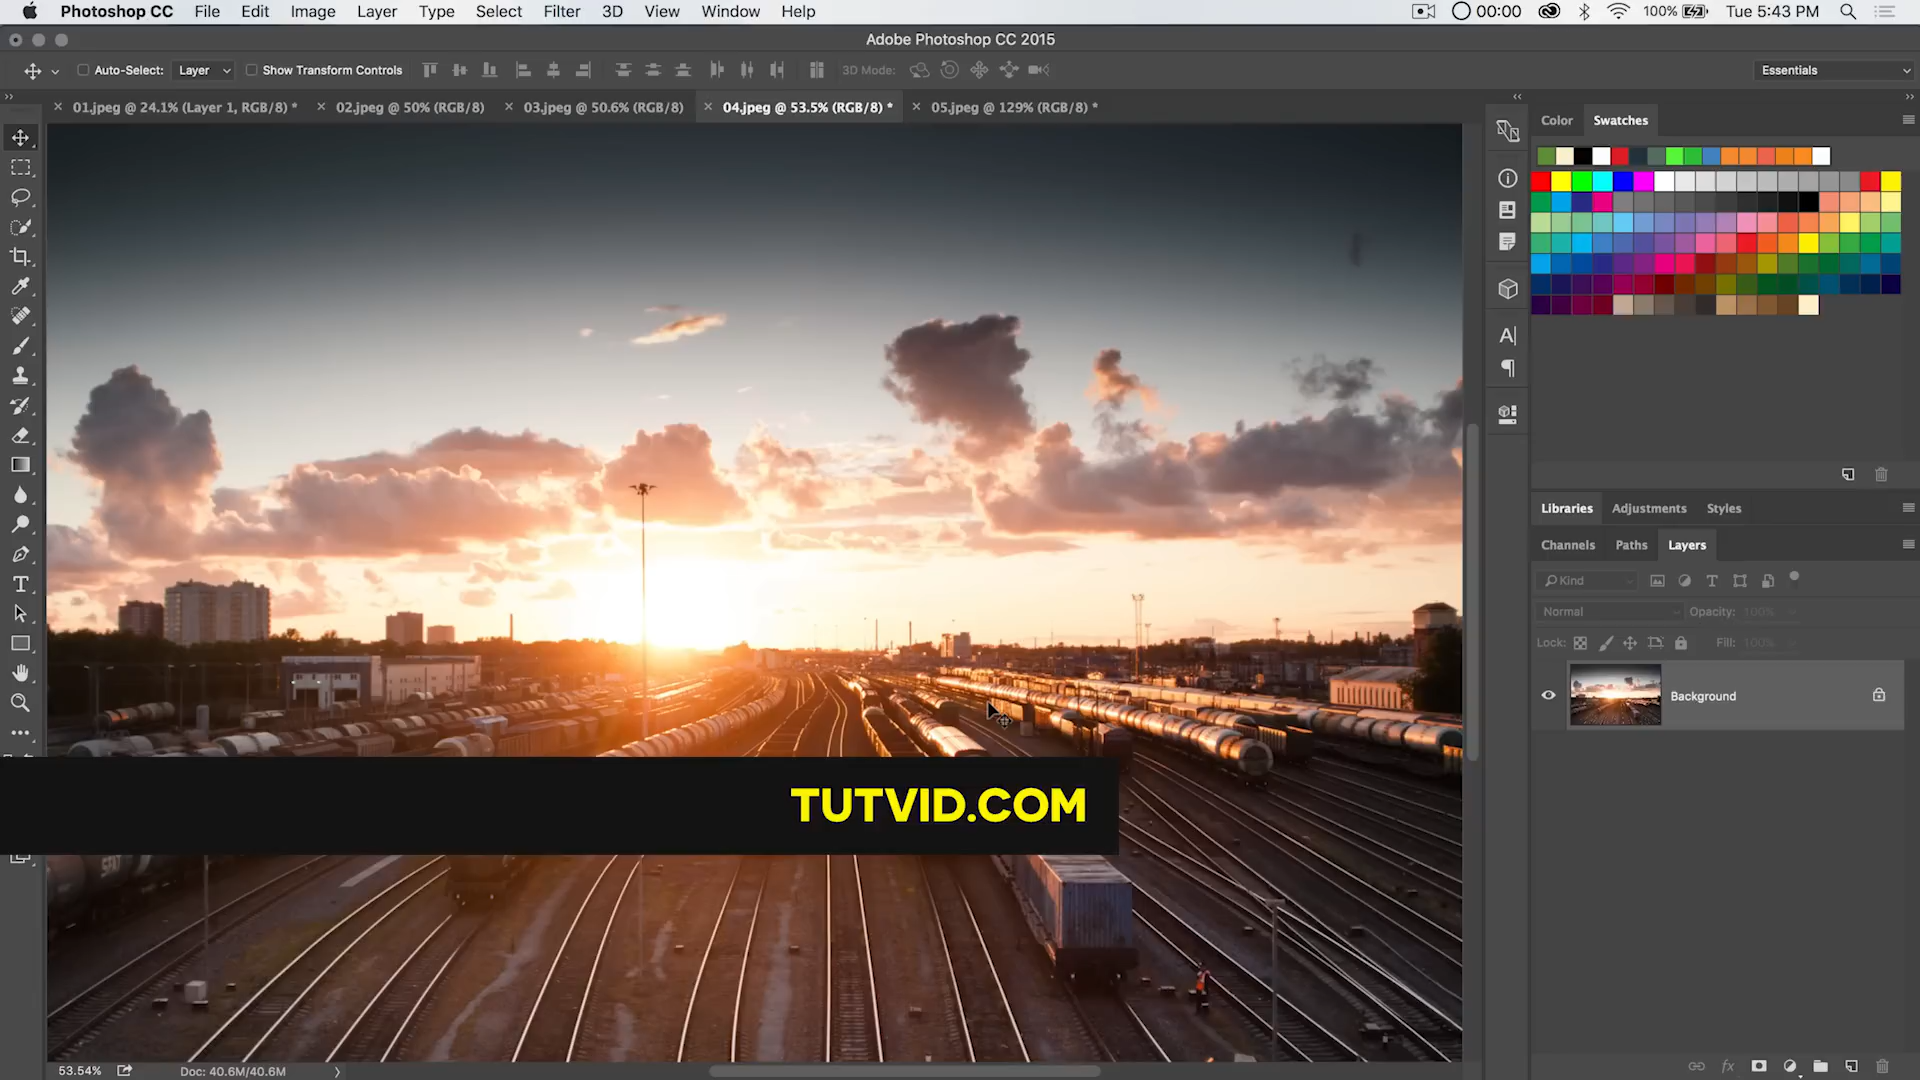 Photoshop CC File Edit Image Layer Type Select Filter 3D View Window Help 00:00 100% Tue 5:43 PM
Adobe Photoshop CC 2015
Auto-Select: Layer Show Transform Controls 3D Mode: Essentials
01.jpeg @ 24.1% (Layer 1, RGB/8) * 02.jpeg @ 50% (RGB/8) 03.jpeg @ 50.6% (RGB/8) 04.jpeg @ 53.5% (RGB/8) * 05.jpeg @ 129% (RGB/8) *
Color Swatches
Libraries Adjustments Styles
Channels Paths Layers
Kind
Normal Opacity: 100%
Lock: Fill: 100%
Background
TUTVID.COM
53.54% Doc: 40.6M/40.6M